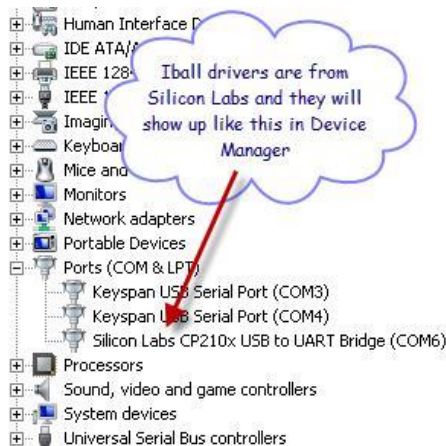 Human Interface D
IDE ATA/A
IEEE 128
IEEE 1
Imagin
Keyboar
Mice and
Monitors
Network adapters
Portable Devices
Ports (COM & LPT)
Keyspan USB Serial Port (COM3)
Keyspan USB Serial Port (COM4)
Silicon Labs CP210x USB to UART Bridge (COM6)
Processors
Sound, video and game controllers
System devices
Universal Serial Bus controllers
Iball drivers are from
Silicon Labs and they will
show up like this in Device
Manager